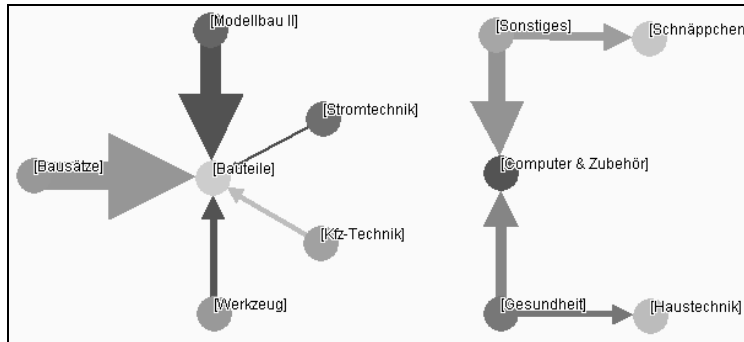 [Modellbau II]
[Sonstiges]
[Schnäppchen
[Stromtechnik]
[Bausätze]
[Bauteile]
[Computer & Zubehör]
[Kfz-Technik]
[Werkzeug]
[Gesundheit]
[Haustechnik]